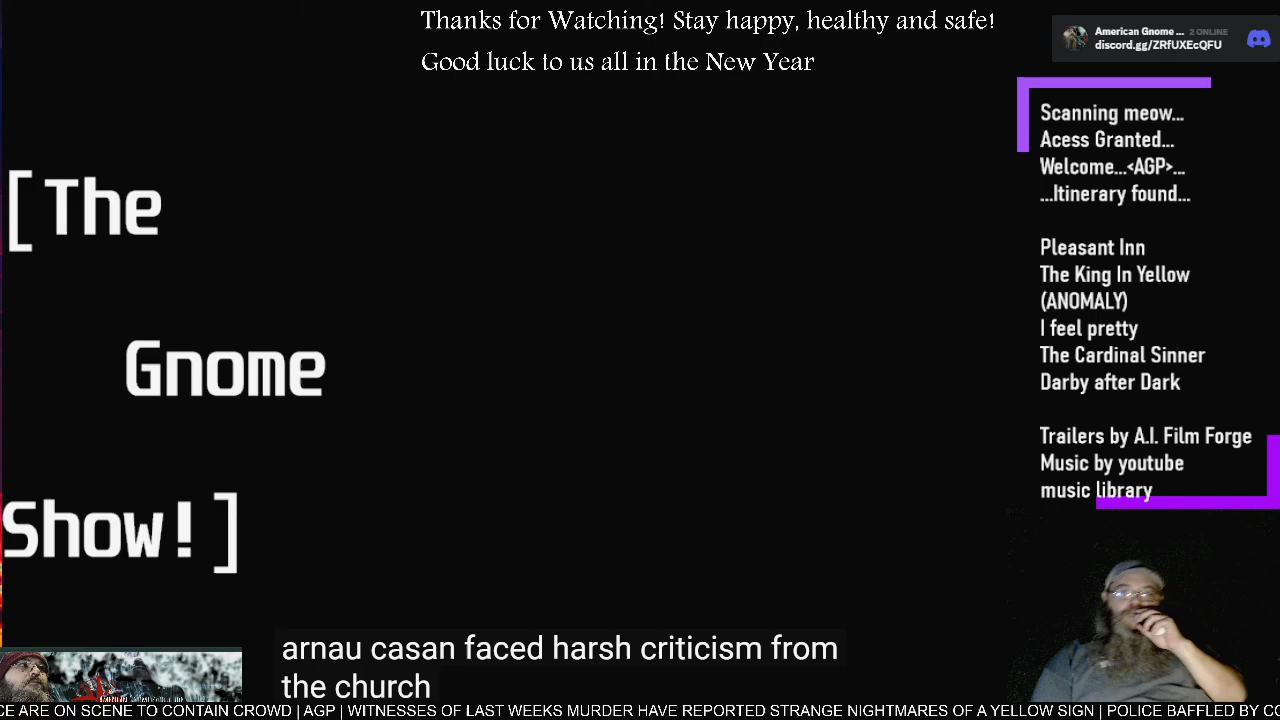 Thanks for Watching! Stay happy, healthy and safe!
Good luck to us all in the New Year
American Gnome ... 2 ONLINE
discord.gg/ZRfUXEcQFU
Scanning meow...
Acess Granted...
Welcome...<AGP>...
...Itinerary found...
Pleasant Inn
The King In Yellow
(ANOMALY)
I feel pretty
The Cardinal Sinner
Darby after Dark
Trailers by A.I. Film Forge
Music by youtube
music library
[The
Gnome
Show!]
arnau casan faced harsh criticism from
the church
CE ARE ON SCENE TO CONTAIN CROWD | AGP | WITNESSES OF LAST WEEKS MURDER HAVE REPORTED STRANGE NIGHTMARES OF A YELLOW SIGN | POLICE BAFFLED BY CO